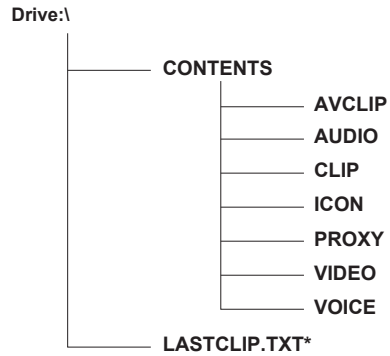 Drive:\
CONTENTS
AVCLIP
AUDIO
CLIP
ICON
PROXY
VIDEO
VOICE
LASTCLIP.TXT*